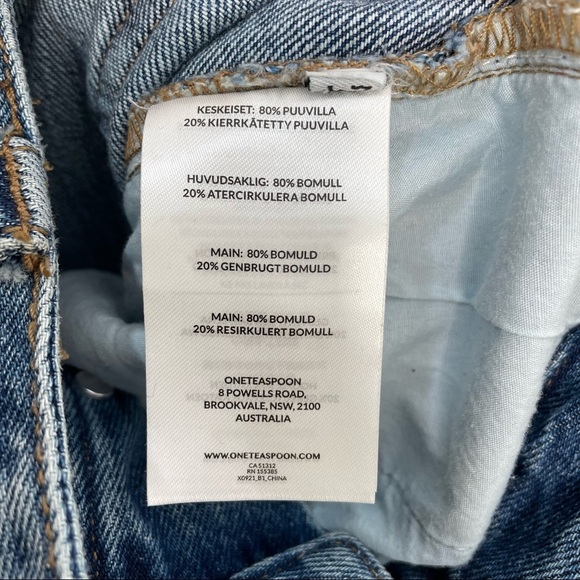 KESKEISET: 80% PUUVILLA
20% KIERRKÄTETTY PUUVILLA
HUVUDSAKLIG: 80% BOMULL
20% ATERCIRKULERA BOMULL
MAIN: 80% BOMULD
20% GENBRUGT BOMULD
MAIN: 80% BOMULD
20% RESIRKULERT BOMULL
ONETEASPOON
8 POWELLS ROAD,
BROOKVALE, NSW, 2100
AUSTRALIA
WWW.ONETEASPOON.COM
CA 51312
RN 155385
X0921_B1_CHINA